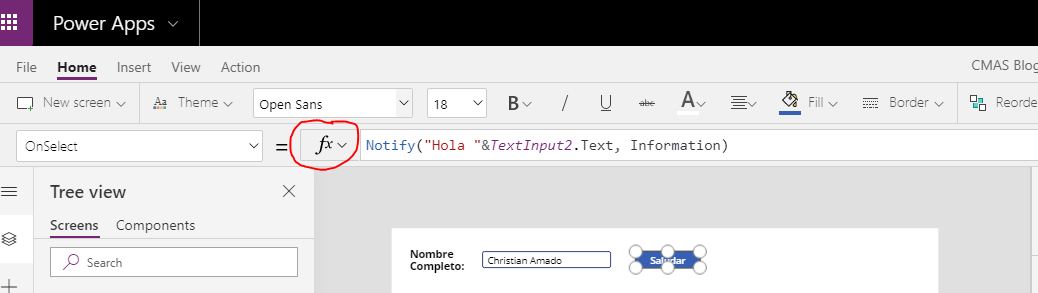 Power Apps
File Home Insert View Action CMAS Blog
New screen Aa Theme Open Sans 18 B / U abc A Fill Border Reorde
OnSelect = fx Notify("Hola "&TextInput2.Text, Information)
Tree view
Screens Components
Search
Nombre
Completo:
Christian Amado
Saludar